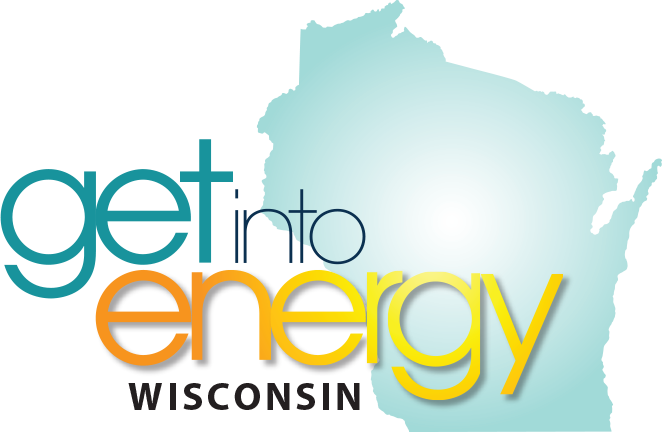 get into
energy
WISCONSIN